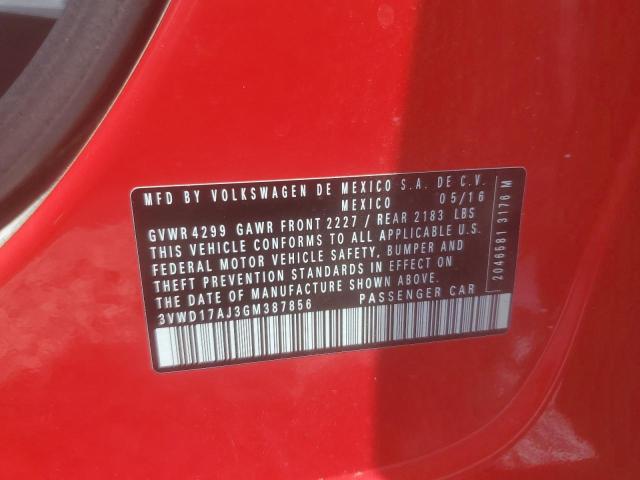 MFD BY VOLKSWAGEN DE MEXICO S.A. DE C.V.
MEXICO 05/16
GVWR 4299 GAWR FRONT 2227 / REAR 2183 LBS
THIS VEHICLE CONFORMS TO ALL APPLICABLE U.S.
FEDERAL MOTOR VEHICLE SAFETY, BUMPER AND
THEFT PREVENTION STANDARDS IN EFFECT ON
THE DATE OF MANUFACTURE SHOWN ABOVE.
3VWD17AJ3GM387856 PASSENGER CAR
2046581 3176 M